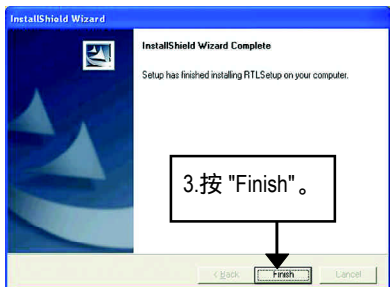 InstallShield Wizard
InstallShield Wizard Complete
Setup has finished installing RTLSetup on your computer.
3.按 "Finish"。
< Back
Finish
Cancel